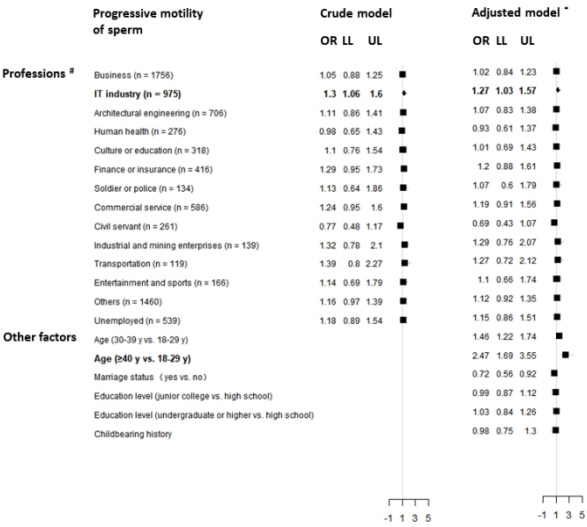 Progressive motility of sperm Crude model Adjusted model *
OR LL UL OR LL UL
Professions #
Business (n = 1756) 1.05 0.88 1.25 1.02 0.84 1.23
IT industry (n = 975) 1.3 1.06 1.6 1.27 1.03 1.57
Architectural engineering (n = 706) 1.11 0.86 1.41 1.07 0.83 1.38
Human health (n = 276) 0.98 0.65 1.43 0.93 0.61 1.37
Culture or education (n = 318) 1.1 0.76 1.54 1.01 0.69 1.43
Finance or insurance (n = 416) 1.29 0.95 1.73 1.2 0.88 1.61
Soldier or police (n = 134) 1.13 0.64 1.86 1.07 0.6 1.79
Commercial service (n = 586) 1.24 0.95 1.6 1.19 0.91 1.56
Civil servant (n = 261) 0.77 0.48 1.17 0.69 0.43 1.07
Industrial and mining enterprises (n = 139) 1.32 0.78 2.1 1.29 0.76 2.07
Transportation (n = 119) 1.39 0.8 2.27 1.27 0.72 2.12
Entertainment and sports (n = 166) 1.14 0.69 1.79 1.1 0.66 1.74
Others (n = 1460) 1.16 0.97 1.39 1.12 0.92 1.35
Unemployed (n = 539) 1.18 0.89 1.54 1.15 0.86 1.51
Other factors
Age (30-39 y vs. 18-29 y) 1.46 1.22 1.74
Age (≥40 y vs. 18-29 y) 2.47 1.69 3.55
Marriage status (yes vs. no) 0.72 0.56 0.92
Education level (junior college vs. high school) 0.99 0.87 1.12
Education level (undergraduate or higher vs. high school) 1.03 0.84 1.26
Childbearing history 0.98 0.75 1.3
-1 1 3 5 -1 1 3 5